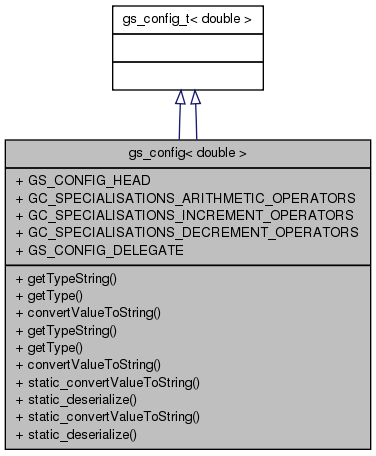 gs_config_t< double >
gs_config< double >
+ GS_CONFIG_HEAD
+ GC_SPECIALISATIONS_ARITHMETIC_OPERATORS
+ GC_SPECIALISATIONS_INCREMENT_OPERATORS
+ GC_SPECIALISATIONS_DECREMENT_OPERATORS
+ GS_CONFIG_DELEGATE
+ getTypeString()
+ getType()
+ convertValueToString()
+ getTypeString()
+ getType()
+ convertValueToString()
+ static_convertValueToString()
+ static_deserialize()
+ static_convertValueToString()
+ static_deserialize()